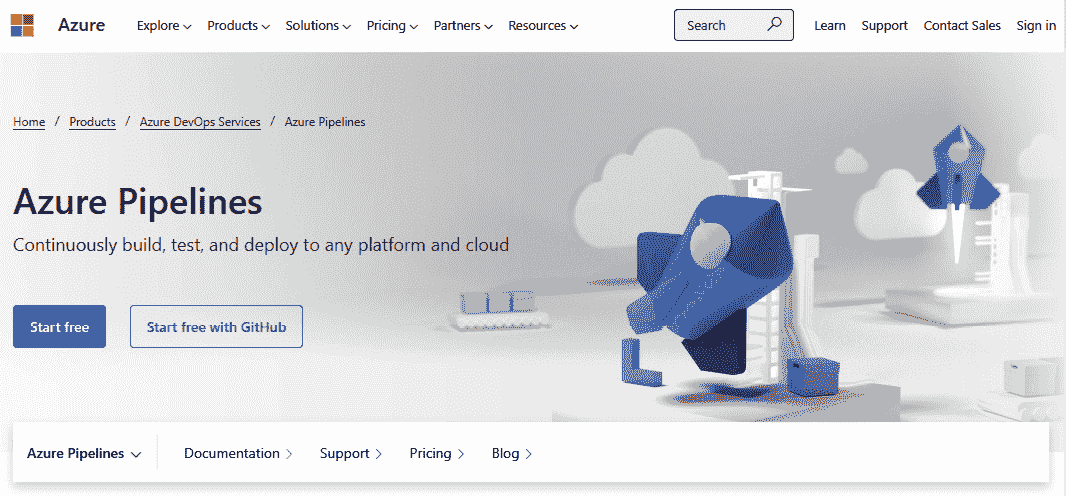 Azure Explore Products Solutions Pricing Partners Resources Search Learn Support Contact Sales Sign in
Home / Products / Azure DevOps Services / Azure Pipelines
Azure Pipelines
Continuously build, test, and deploy to any platform and cloud
Start free Start free with GitHub
Azure Pipelines Documentation Support Pricing Blog